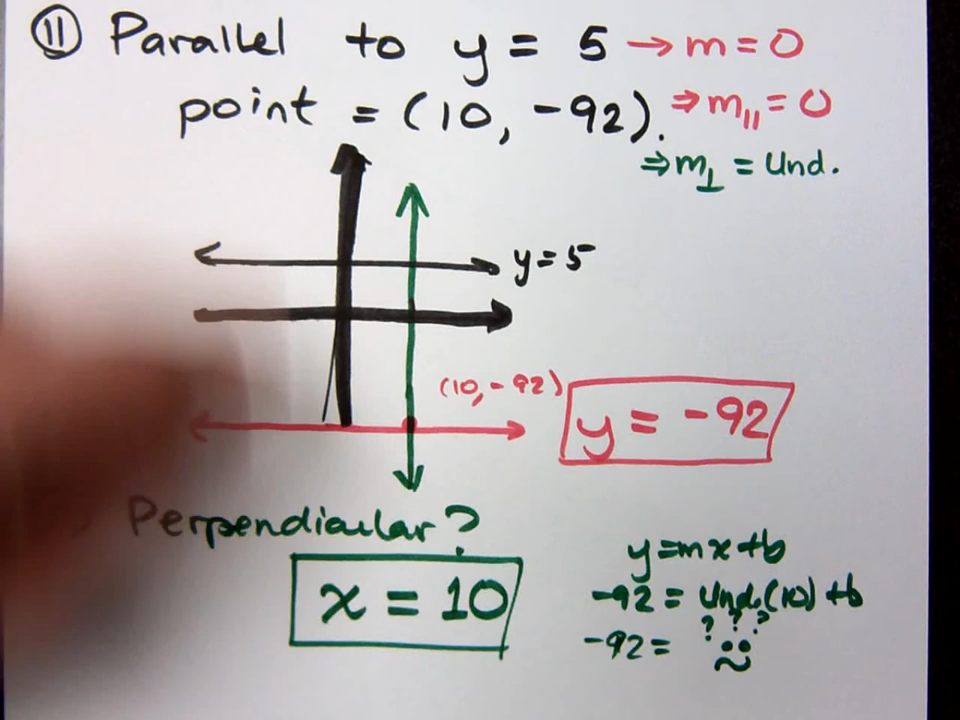 ⑪ Parallel to y = 5 → m = 0
point = (10, -92). ⇒ m∥ = 0
⇒ m⊥ = Und.
y = 5
(10, -92)
y = -92
Perpendicular?
x = 10
y = mx + b
-92 = Und.(10) + b
-92 = ? ? ?